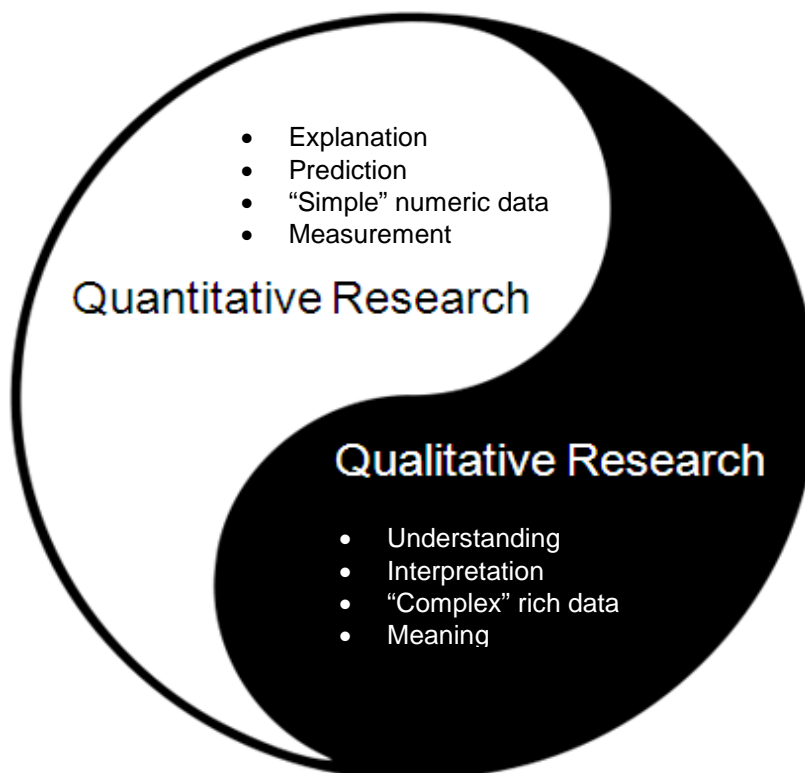 • Explanation
• Prediction
• “Simple” numeric data
• Measurement
Quantitative Research
Qualitative Research
• Understanding
• Interpretation
• “Complex” rich data
• Meaning